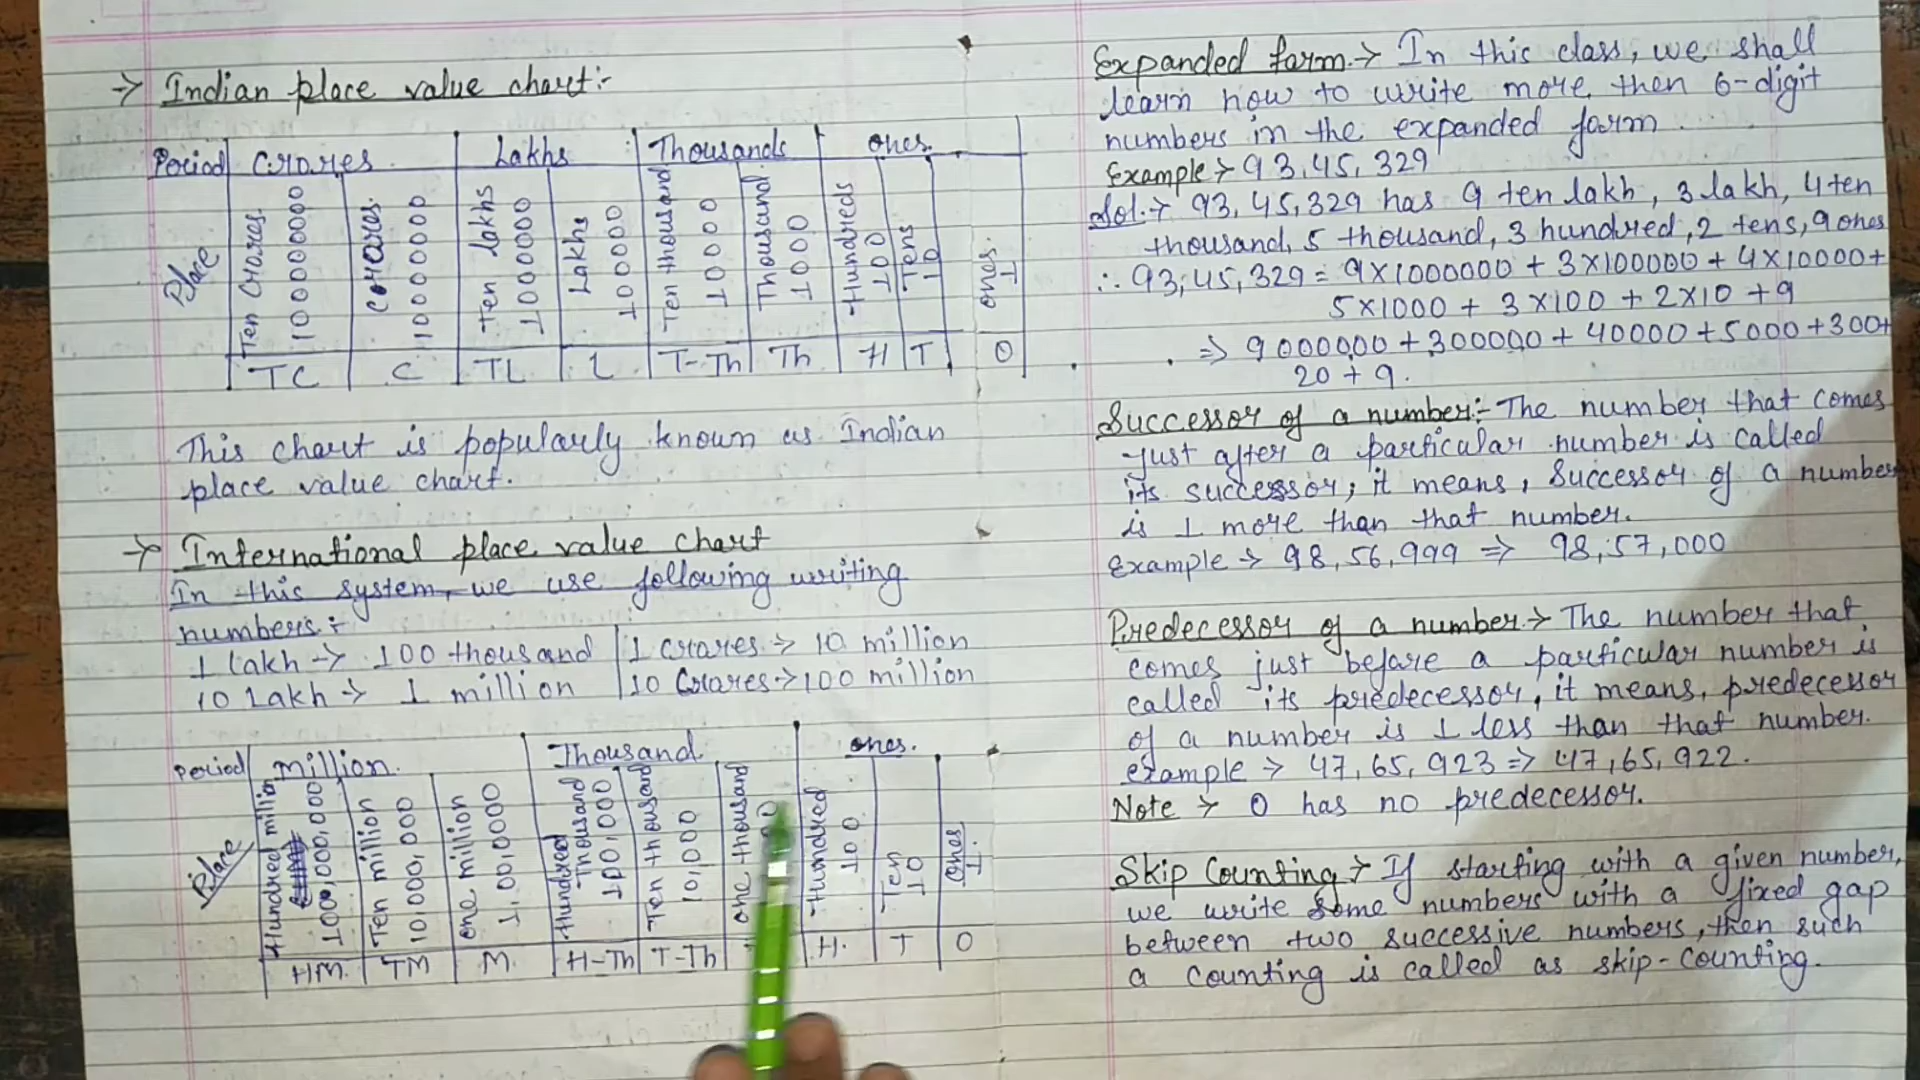 → Indian place value chart:-
Period Crores Lakhs Thousands ones.
Place
Ten Crores 100000000
Crores 10000000
Ten lakhs 1000000
Lakhs 100000
Ten thousand 10000
Thousand 1000
Hundreds 100
Tens 10
ones. 1
TC C TL L T-Th Th H T O
This chart is popularly known as Indian
place value chart.
→ International place value chart
In this system, we use following writing
numbers:-
1 lakh → 100 thousand | 1 crores → 10 million
10 Lakh → 1 million | 10 Crores → 100 million
Period million. Thousand ones.
Place
Hundred million 100,000,000
Ten million 10,000,000
one million 1,00,0000
Hundred Thousand 100,000
Ten thousand 10,000
one thousand
Hundred 100
Ten 10
Ones 1.
HM. TM M. H-Th T-Th H. T O
Expanded form → In this class, we shall
learn how to write more then 6-digit
numbers in the expanded form.
Example → 93,45,329
Sol. → 93,45,329 has 9 ten lakh, 3 lakh, 4 ten
thousand, 5 thousand, 3 hundred, 2 tens, 9 ones
∴ 93,45,329 = 9×1000000 + 3×100000 + 4×10000+
5×1000 + 3×100 + 2×10 + 9
⇒ 9000000 + 300000 + 40000 + 5000 + 300+
20 + 9.
Successor of a number:- The number that comes
just after a particular number is called
its successor; it means, Successor of a number
is 1 more than that number.
Example → 98,56,999 ⇒ 98,57,000
Predecessor of a number → The number that
comes just before a particular number is
called its predecessor, it means, predecessor
of a number is 1 less than that number.
example → 47,65,923 ⇒ 47,65,922.
Note → 0 has no predecessor.
Skip Counting → If starting with a given number,
we write some numbers with a fixed gap
between two successive numbers, then such
a counting is called as skip-counting.